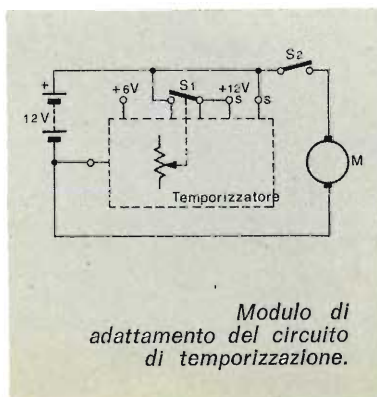 +
+6V
S1
+12V
S2
S
S
12V
M
Temporizzatore
Modulo di
adattamento del circuito
di temporizzazione.